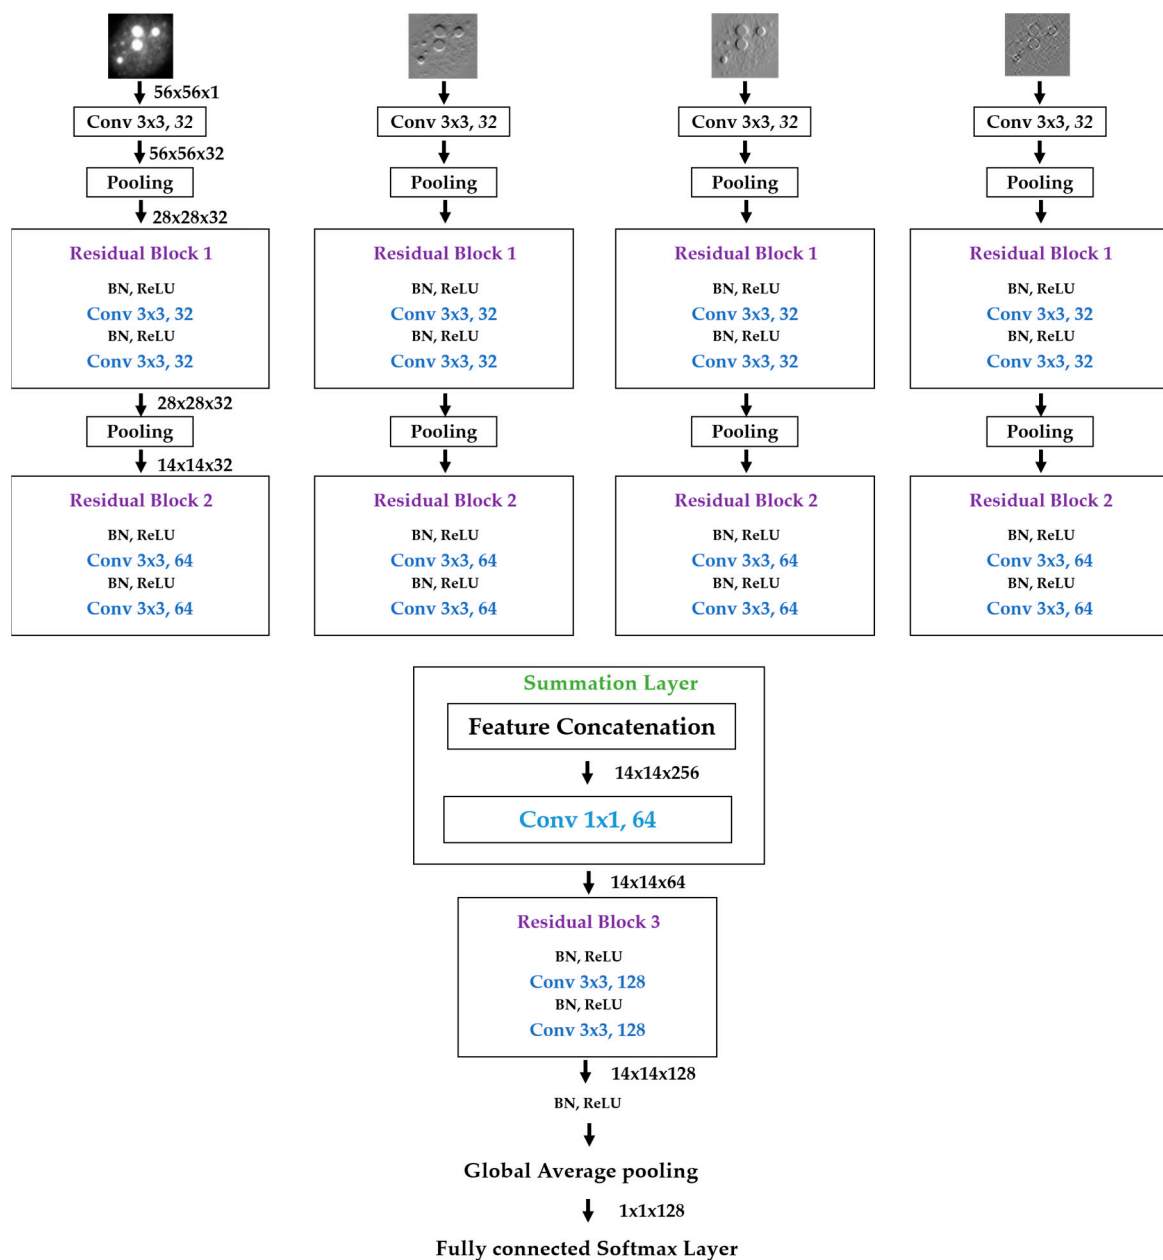 56x56x1
Conv 3x3, 32 Conv 3x3, 32 Conv 3x3, 32 Conv 3x3, 32
56x56x32
Pooling Pooling Pooling Pooling
28x28x32
Residual Block 1 Residual Block 1 Residual Block 1 Residual Block 1
BN, ReLU BN, ReLU BN, ReLU BN, ReLU
Conv 3x3, 32 Conv 3x3, 32 Conv 3x3, 32 Conv 3x3, 32
BN, ReLU BN, ReLU BN, ReLU BN, ReLU
Conv 3x3, 32 Conv 3x3, 32 Conv 3x3, 32 Conv 3x3, 32
28x28x32
Pooling Pooling Pooling Pooling
14x14x32
Residual Block 2 Residual Block 2 Residual Block 2 Residual Block 2
BN, ReLU BN, ReLU BN, ReLU BN, ReLU
Conv 3x3, 64 Conv 3x3, 64 Conv 3x3, 64 Conv 3x3, 64
BN, ReLU BN, ReLU BN, ReLU BN, ReLU
Conv 3x3, 64 Conv 3x3, 64 Conv 3x3, 64 Conv 3x3, 64
Summation Layer
Feature Concatenation
14x14x256
Conv 1x1, 64
14x14x64
Residual Block 3
BN, ReLU
Conv 3x3, 128
BN, ReLU
Conv 3x3, 128
14x14x128
BN, ReLU
Global Average pooling
1x1x128
Fully connected Softmax Layer